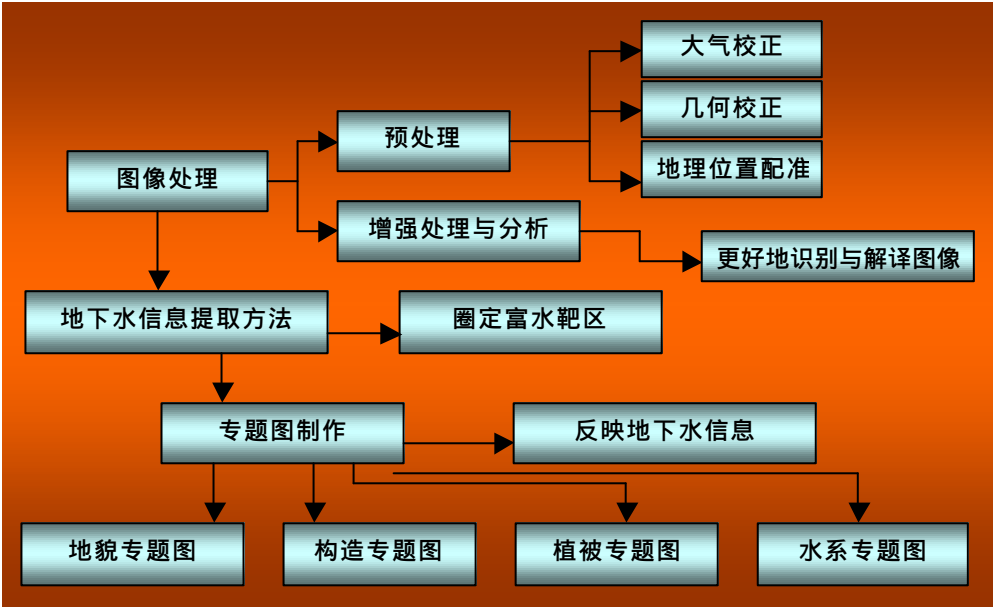 大气校正
几何校正
预处理
地理位置配准
图像处理
增强处理与分析
更好地识别与解译图像
地下水信息提取方法
圈定富水靶区
专题图制作
反映地下水信息
地貌专题图
构造专题图
植被专题图
水系专题图